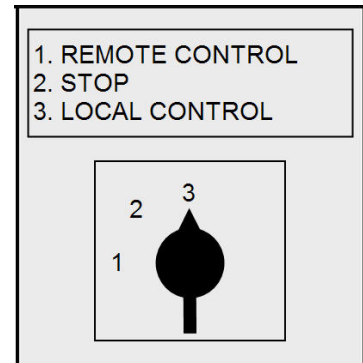 1. REMOTE CONTROL
2. STOP
3. LOCAL CONTROL
3
2
1